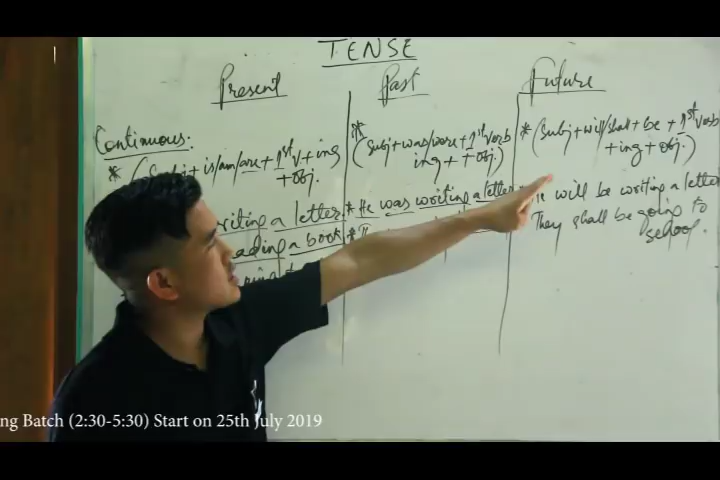 TENSE
Present Past Future
Continuous:
* (Subj + is/am/are + 1st v + ing + obj.
* (Subj + was/were + 1st verb ing + + obj.)
* (Subj + will/shall + be + 1st verb + ing + obj.)
writing a letter.
a book
* He was writing a letter.
*
He will be writing a letter
They shall be going to school.
ng Batch (2:30-5:30) Start on 25th July 2019